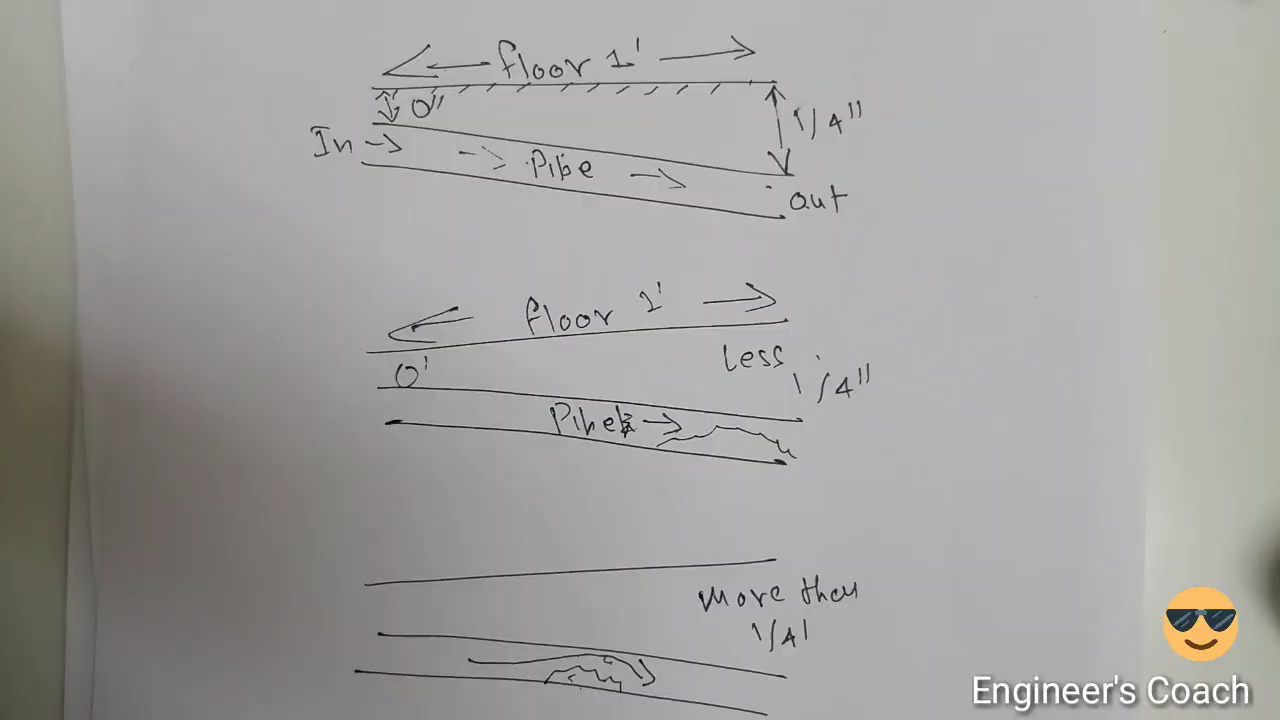 floor 1'
0"
1/4"
In
Pipe
out
floor 1'
0'
Less
1/4"
Pipe
More then
1/4'
Engineer's Coach